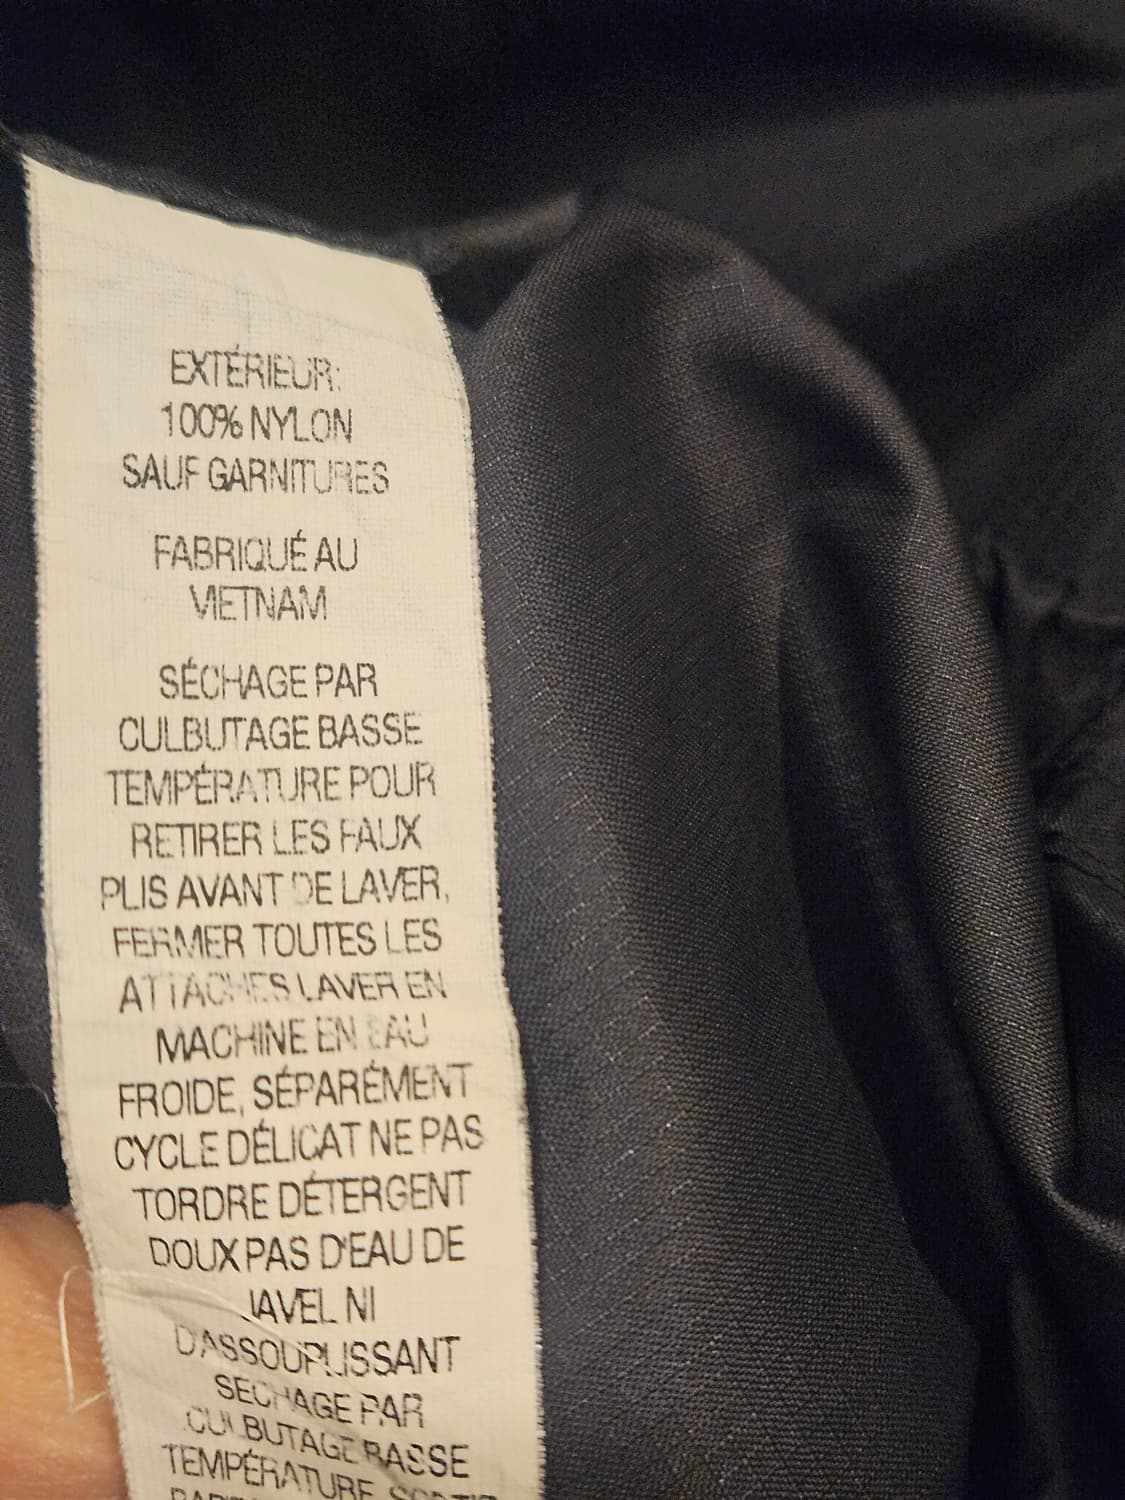 EXTÉRIEUR:
100% NYLON
SAUF GARNITURES
FABRIQUÉ AU
VIETNAM
SÉCHAGE PAR
CULBUTAGE BASSE
TEMPÉRATURE POUR
RETIRER LES FAUX
PLIS AVANT DE LAVER,
FERMER TOUTES LES
ATTACHES LAVER EN
MACHINE EN EAU
FROIDE, SÉPARÉMENT
CYCLE DÉLICAT NE PAS
TORDRE DÉTERGENT
DOUX PAS D'EAU DE
JAVEL NI
D'ASSOUPLISSANT
SECHAGE PAR
CULBUTAGE BASSE
TEMPÉRATURE